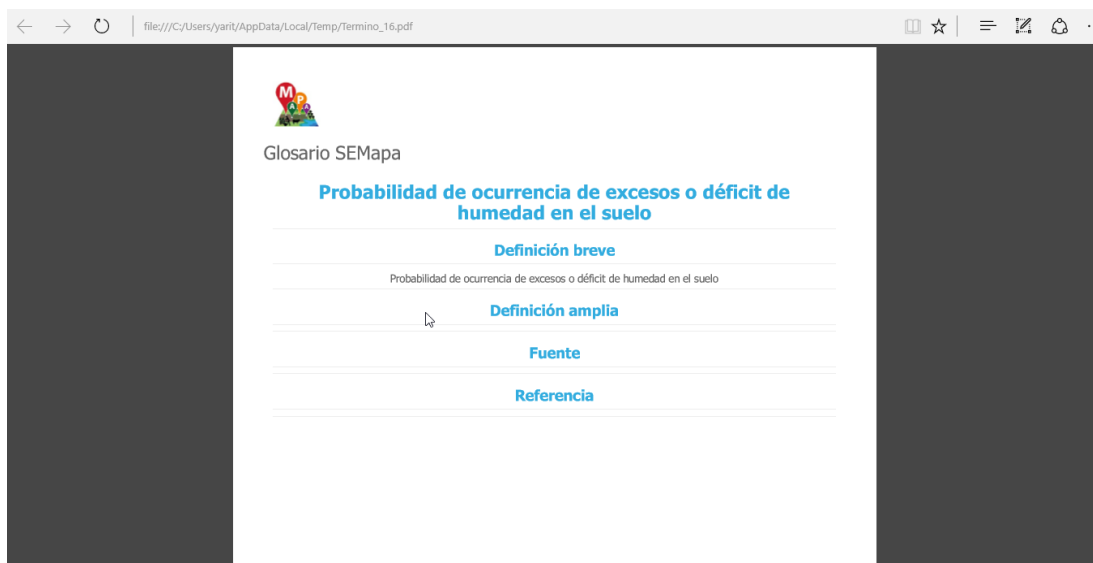 file:///C:/Users/yarit/AppData/Local/Temp/Termino_16.pdf
M
A
P
A
Glosario SEMapa
Probabilidad de ocurrencia de excesos o déficit de
humedad en el suelo
Definición breve
Probabilidad de ocurrencia de excesos o déficit de humedad en el suelo
Definición amplia
Fuente
Referencia